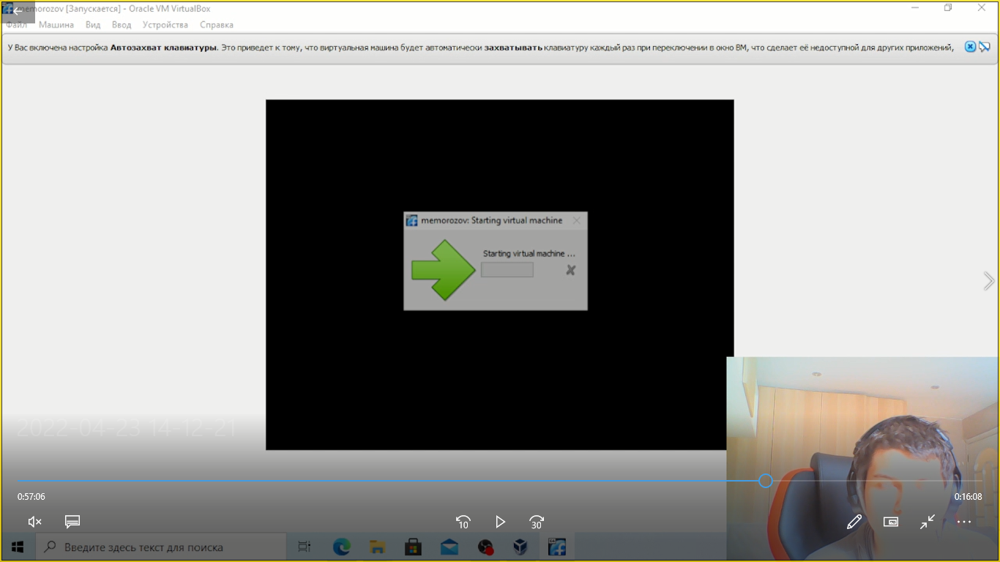 memorozov [Запускается] - Oracle VM VirtualBox
Файл Машина Вид Ввод Устройства Справка
У Вас включена настройка Автозахват клавиатуры. Это приведет к тому, что виртуальная машина будет автоматически захватывать клавиатуру каждый раз при переключении в окно ВМ, что сделает её недоступной для других приложений,
memorozov: Starting virtual machine
Starting virtual machine ...
2022-04-23 14-12-21
0:57:06 0:16:08
10 30
Введите здесь текст для поиска